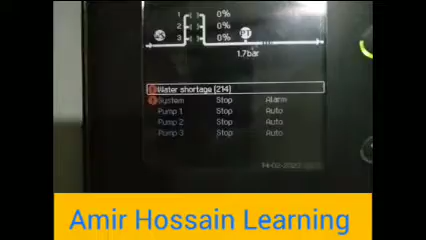 1 0%
2 0%
3 0%
PT
1.7bar
Water shortage (214)
System Stop Alarm
Pump 1 Stop Auto
Pump 2 Stop Auto
Pump 3 Stop Auto
14-02-2020
Amir Hossain Learning